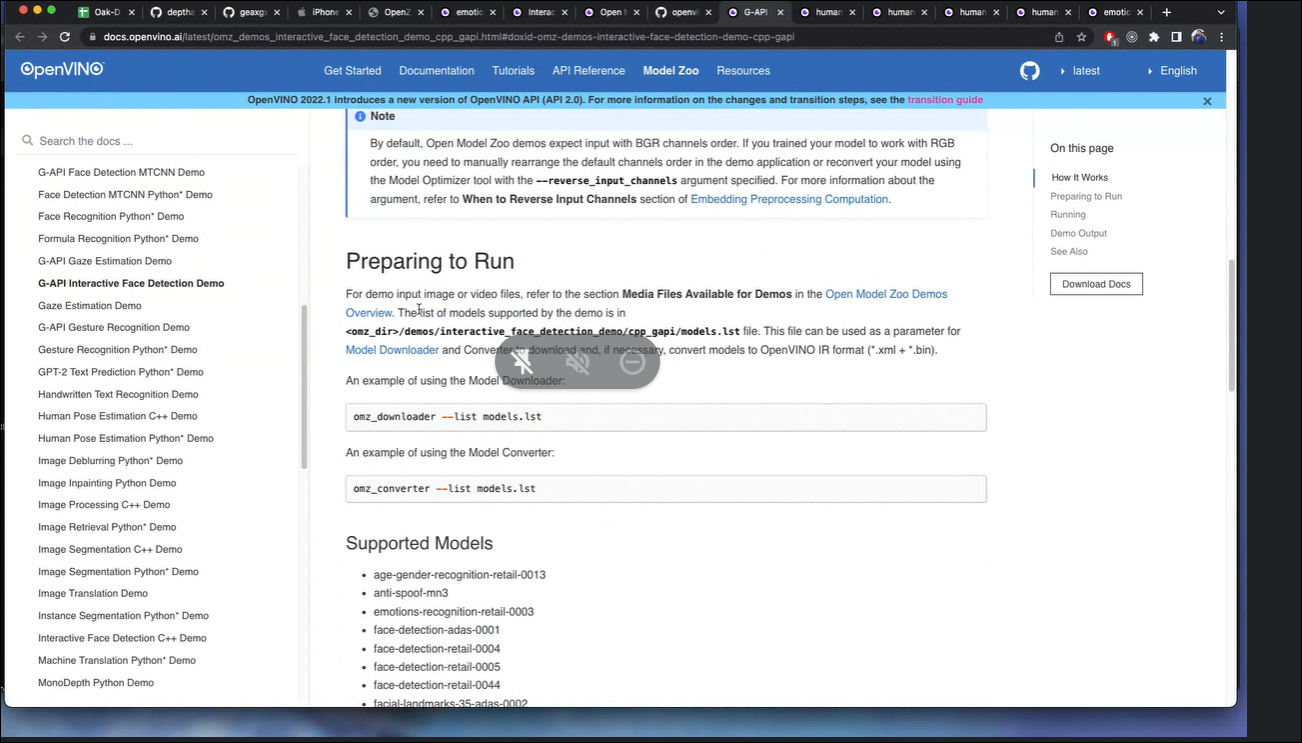 Oak-D
deptha
geaxgx
iPhone
OpenZ
emotio
Interac
Open M
openvi
G-API
human
human
human
human
emotio
docs.openvino.ai/latest/omz_demos_interactive_face_detection_demo_cpp_gapi.html#doxid-omz-demos-interactive-face-detection-demo-cpp-gapi
OpenVINO
Get Started
Documentation
Tutorials
API Reference
Model Zoo
Resources
latest
English
OpenVINO 2022.1 introduces a new version of OpenVINO API (API 2.0). For more information on the changes and transition steps, see the transition guide
Search the docs ...
G-API Face Detection MTCNN Demo
Face Detection MTCNN Python* Demo
Face Recognition Python* Demo
Formula Recognition Python* Demo
G-API Gaze Estimation Demo
G-API Interactive Face Detection Demo
Gaze Estimation Demo
G-API Gesture Recognition Demo
Gesture Recognition Python* Demo
GPT-2 Text Prediction Python* Demo
Handwritten Text Recognition Demo
Human Pose Estimation C++ Demo
Human Pose Estimation Python* Demo
Image Deblurring Python* Demo
Image Inpainting Python Demo
Image Processing C++ Demo
Image Retrieval Python* Demo
Image Segmentation C++ Demo
Image Segmentation Python* Demo
Image Translation Demo
Instance Segmentation Python* Demo
Interactive Face Detection C++ Demo
Machine Translation Python* Demo
MonoDepth Python Demo
Note
By default, Open Model Zoo demos expect input with BGR channels order. If you trained your model to work with RGB
order, you need to manually rearrange the default channels order in the demo application or reconvert your model using
the Model Optimizer tool with the --reverse_input_channels argument specified. For more information about the
argument, refer to When to Reverse Input Channels section of Embedding Preprocessing Computation.
Preparing to Run
For demo input image or video files, refer to the section Media Files Available for Demos in the Open Model Zoo Demos
Overview. The list of models supported by the demo is in
<omz_dir>/demos/interactive_face_detection_demo/cpp_gapi/models.lst file. This file can be used as a parameter for
Model Downloader and Converter to download and, if necessary, convert models to OpenVINO IR format (*.xml + *.bin).
An example of using the Model Downloader:
omz_downloader --list models.lst
An example of using the Model Converter:
omz_converter --list models.lst
Supported Models
• age-gender-recognition-retail-0013
• anti-spoof-mn3
• emotions-recognition-retail-0003
• face-detection-adas-0001
• face-detection-retail-0004
• face-detection-retail-0005
• face-detection-retail-0044
• facial-landmarks-35-adas-0002
On this page
How It Works
Preparing to Run
Running
Demo Output
See Also
Download Docs